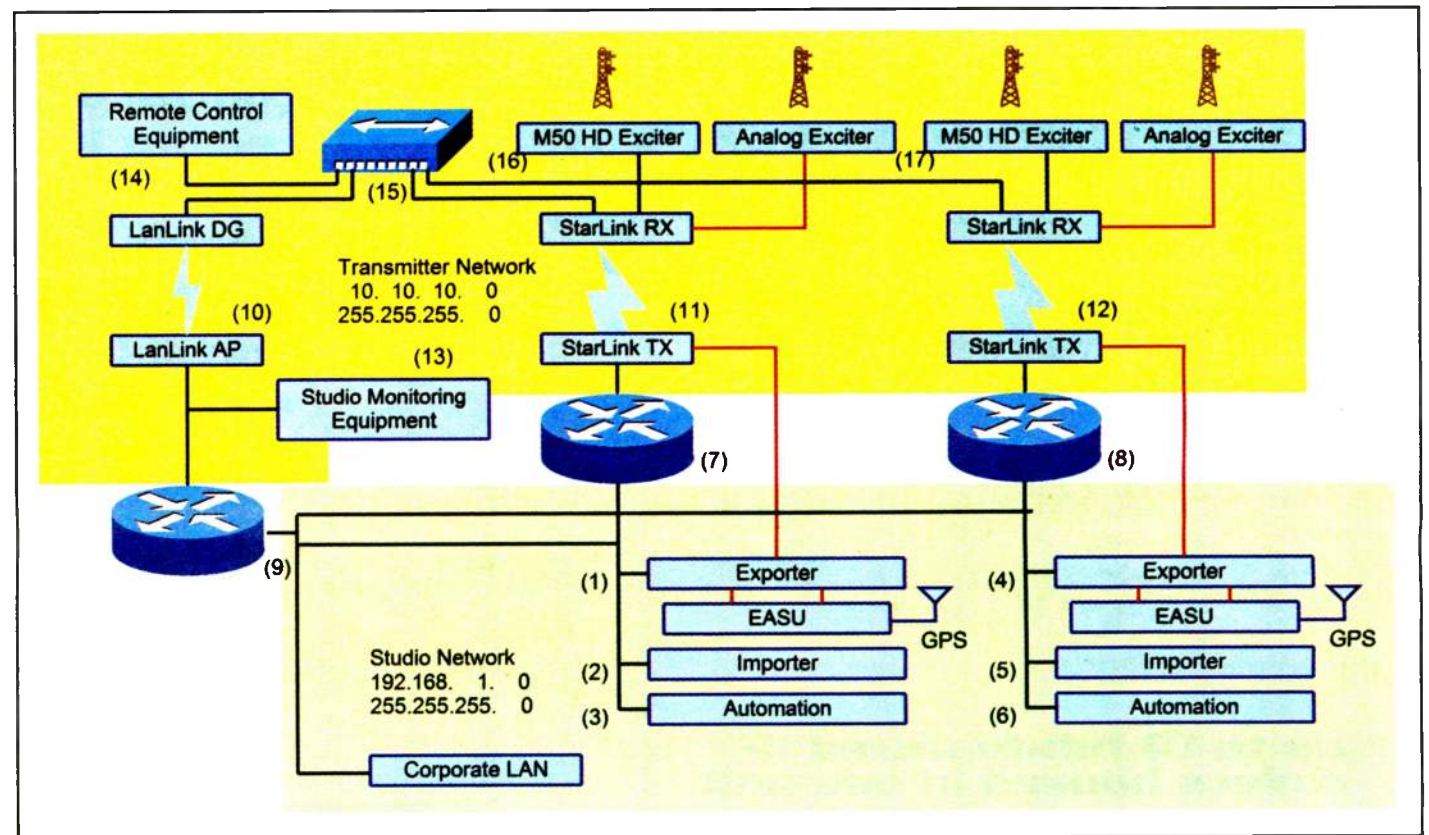 Remote Control
Equipment
M50 HD Exciter
Analog Exciter
M50 HD Exciter
Analog Exciter
(14)
(15)
(16)
(17)
LanLink DG
StarLink RX
StarLink RX
Transmitter Network
10. 10. 10. 0
255.255.255. 0
(10)
(11)
(12)
LanLink AP
StarLink TX
StarLink TX
(13)
Studio Monitoring
Equipment
(7)
(8)
(9)
(1)
Exporter
(4)
Exporter
EASU
GPS
EASU
GPS
Studio Network
192.168. 1. 0
255.255.255. 0
(2)
Importer
(5)
Importer
(3)
Automation
(6)
Automation
Corporate LAN